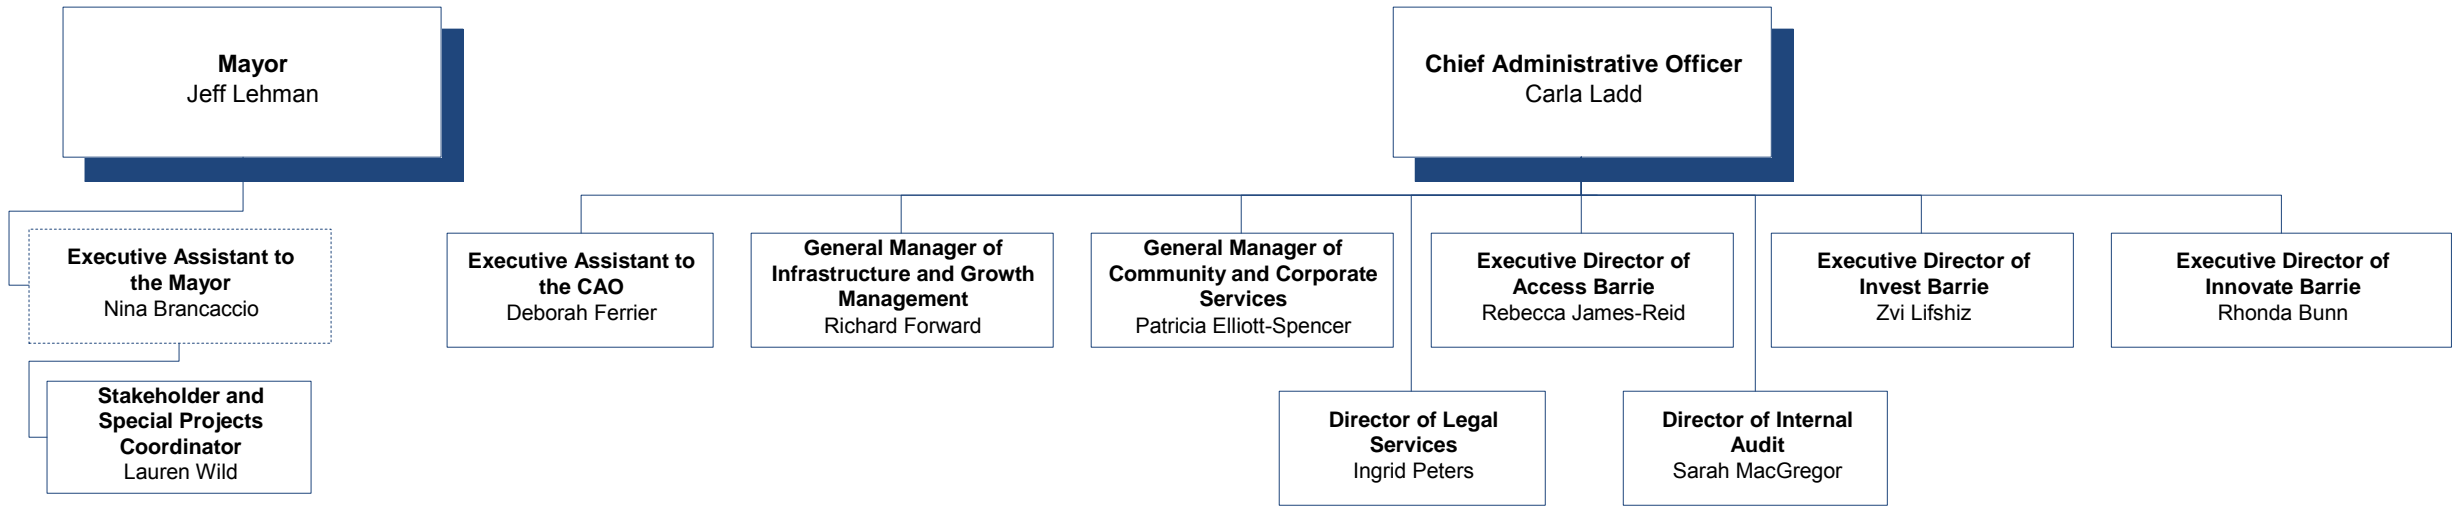 Mayor
Jeff Lehman
Chief Administrative Officer
Carla Ladd
Executive Assistant to
the Mayor
Nina Brancaccio
Stakeholder and
Special Projects
Coordinator
Lauren Wild
Executive Assistant to
the CAO
Deborah Ferrier
General Manager of
Infrastructure and Growth
Management
Richard Forward
General Manager of
Community and Corporate
Services
Patricia Elliott-Spencer
Executive Director of
Access Barrie
Rebecca James-Reid
Executive Director of
Invest Barrie
Zvi Lifshiz
Executive Director of
Innovate Barrie
Rhonda Bunn
Director of Legal
Services
Ingrid Peters
Director of Internal
Audit
Sarah MacGregor